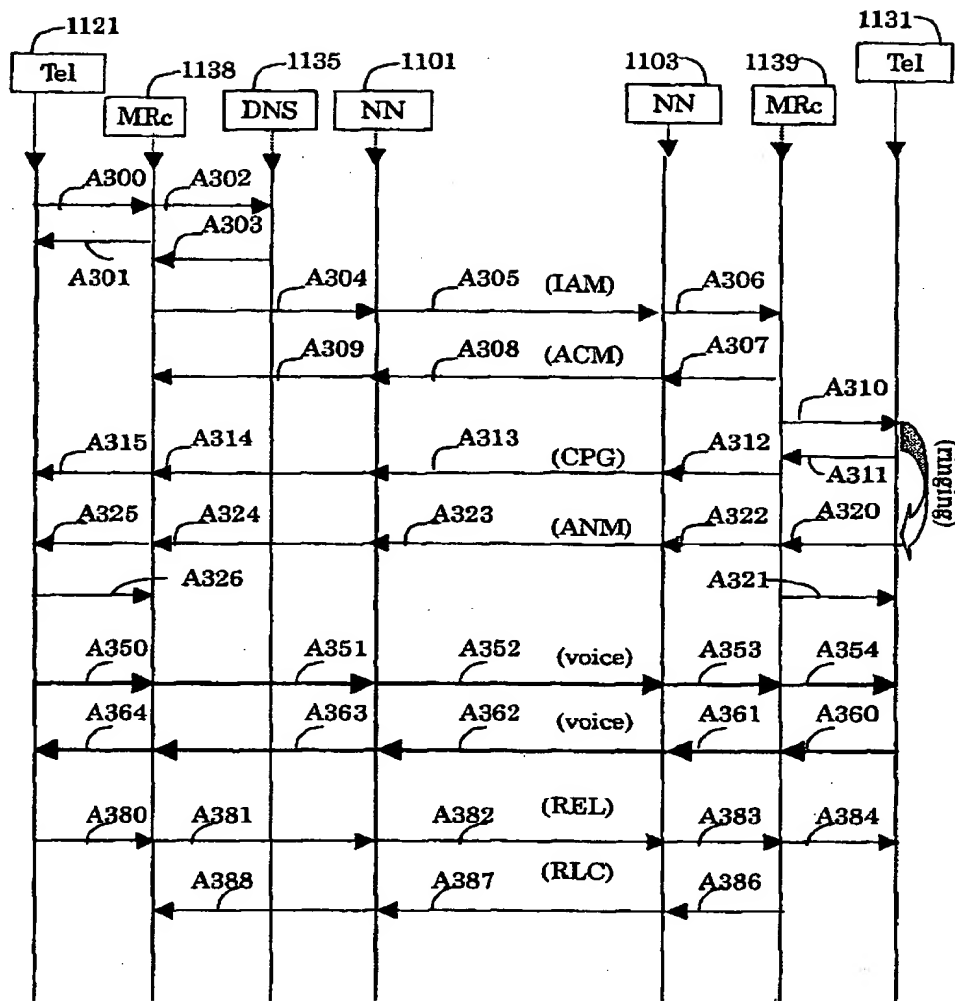 1121 1131
Tel 1138 1135 1101 1103 1139 Tel
MRc DNS NN NN MRc
A300 A302
A303
A301
A304 A305 (IAM) A306
A309 A308 (ACM) A307
A310
A315 A314 A313 (CPG) A312 A311
(ringing)
A325 A324 A323 (ANM) A322 A320
A326 A321
A350 A351 A352 (voice) A353 A354
A364 A363 A362 (voice) A361 A360
A380 A381 A382 (REL) A383 A384
A388 A387 (RLC) A386